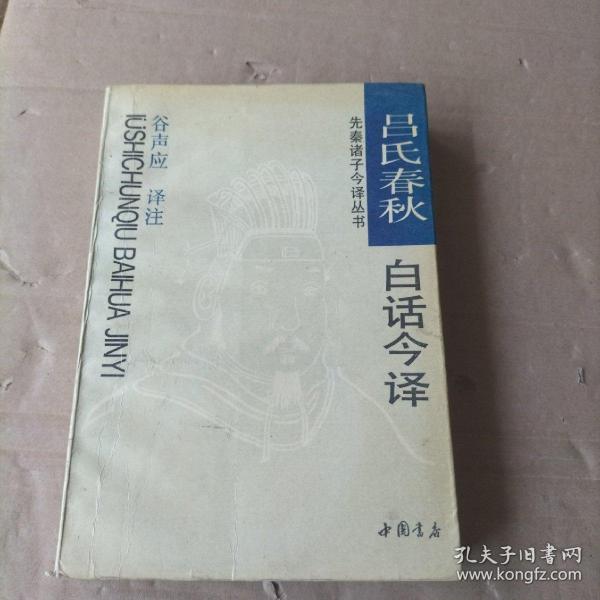 吕氏春秋
白话今译
先秦诸子今译丛书
谷声应 译注
lÜSHICHUNQIU BAIHUA JINYI
中国书店
孔夫子旧书网
www.kongfz.com